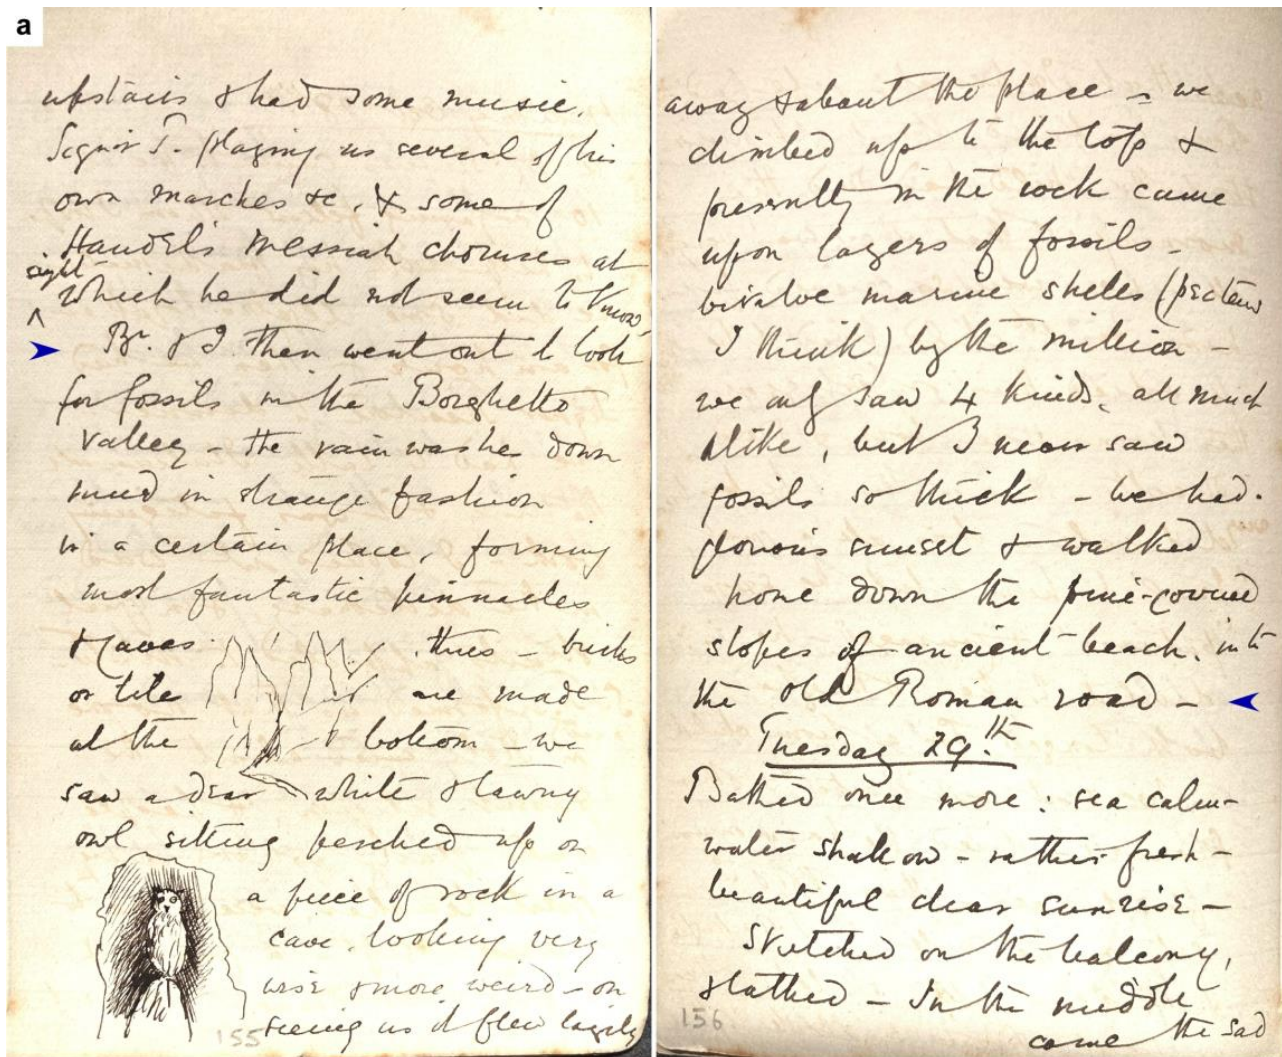 a
upstairs & had some music.
Signor T. playing us several of his
own marches &c. & some of
Handel's Messiah choruses at
sight
which he did not seem to know.
Br. & I then went out to look
for fossils in the Borghetto
valley - the rain washes down
mud in strange fashion
in a certain place, forming
most fantastic pinnacles
& caves thus - bricks
or tile are made
at the bottom - we
saw a dear white & tawny
owl sitting perched up on
a piece of rock in a
cave, looking very
wise & more weird - on
seeing us it flew lazily
155
away & about the place - we
climbed up to the top &
presently in the rock came
upon layers of fossils -
bivalve marine shells (pectens
I think) by the million -
we only saw 4 kinds, all much
alike, but I never saw
fossils so thick - we had
glorious sunset & walked
home down the pine-covered
slopes of ancient beach, into
the old Roman road -
Tuesday 29.th
Bathed once more : sea calm -
water shallow - rather fresh -
beautiful clear sunrise -
Sketched on the balcony,
& bathed - In the middle
came the sad
156